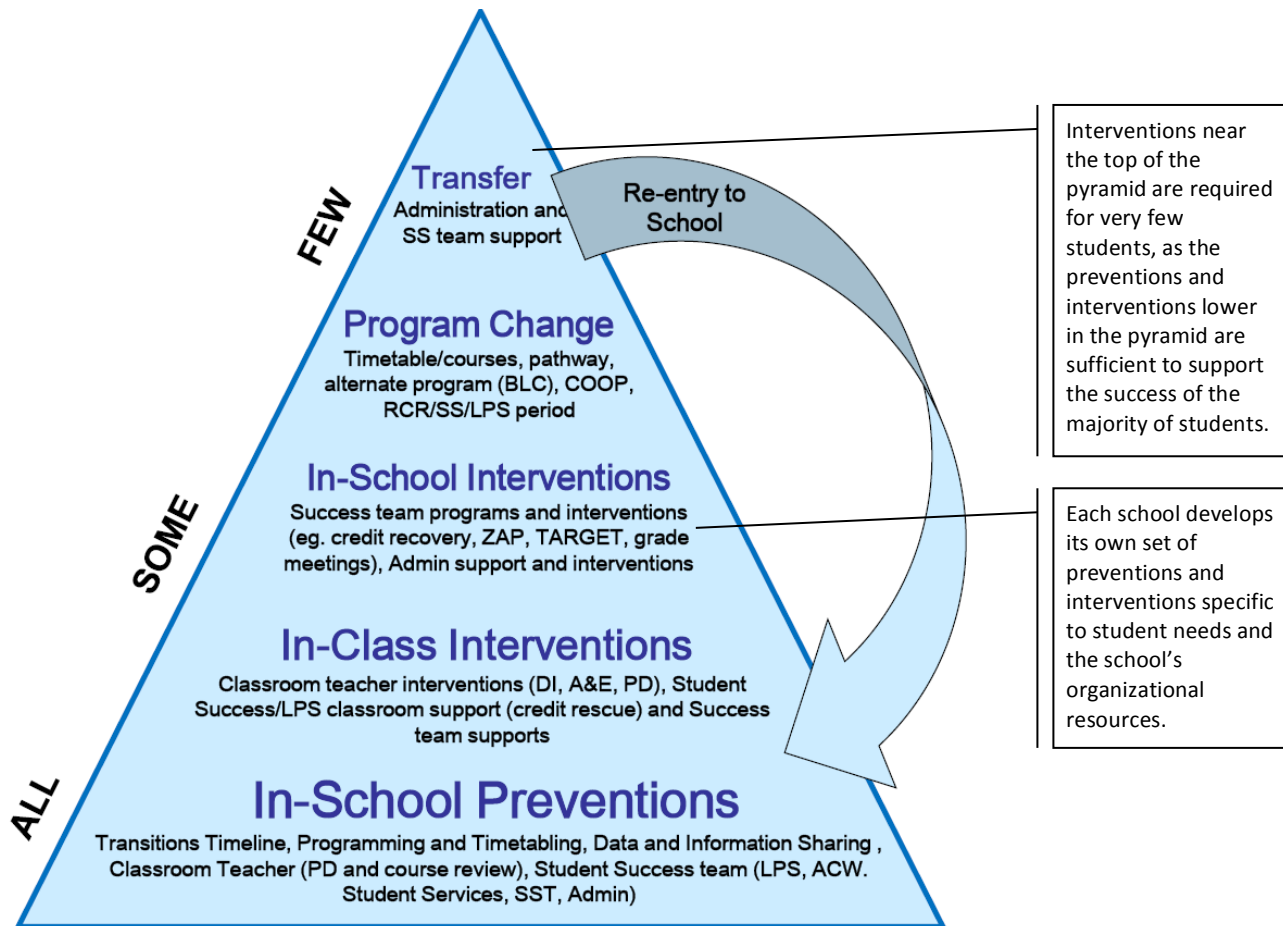 Transfer
Administration and
SS team support
Re-entry to
School
FEW
Program Change
Timetable/courses, pathway,
alternate program (BLC), COOP,
RCR/SS/LPS period
In-School Interventions
Success team programs and interventions
(eg. credit recovery, ZAP, TARGET, grade
meetings), Admin support and interventions
SOME
In-Class Interventions
Classroom teacher interventions (DI, A&E, PD), Student
Success/LPS classroom support (credit rescue) and Success
team supports
ALL
In-School Preventions
Transitions Timeline, Programming and Timetabling, Data and Information Sharing ,
Classroom Teacher (PD and course review), Student Success team (LPS, ACW.
Student Services, SST, Admin)
Interventions near
the top of the
pyramid are required
for very few
students, as the
preventions and
interventions lower
in the pyramid are
sufficient to support
the success of the
majority of students.
Each school develops
its own set of
preventions and
interventions specific
to student needs and
the school’s
organizational
resources.